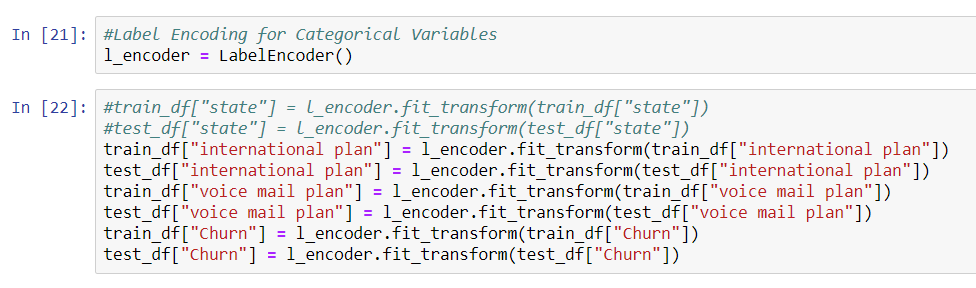 In [21]: #Label Encoding for Categorical Variables
l_encoder = LabelEncoder()
In [22]: #train_df["state"] = l_encoder.fit_transform(train_df["state"])
#test_df["state"] = l_encoder.fit_transform(test_df["state"])
train_df["international plan"] = l_encoder.fit_transform(train_df["international plan"])
test_df["international plan"] = l_encoder.fit_transform(test_df["international plan"])
train_df["voice mail plan"] = l_encoder.fit_transform(train_df["voice mail plan"])
test_df["voice mail plan"] = l_encoder.fit_transform(test_df["voice mail plan"])
train_df["Churn"] = l_encoder.fit_transform(train_df["Churn"])
test_df["Churn"] = l_encoder.fit_transform(test_df["Churn"])